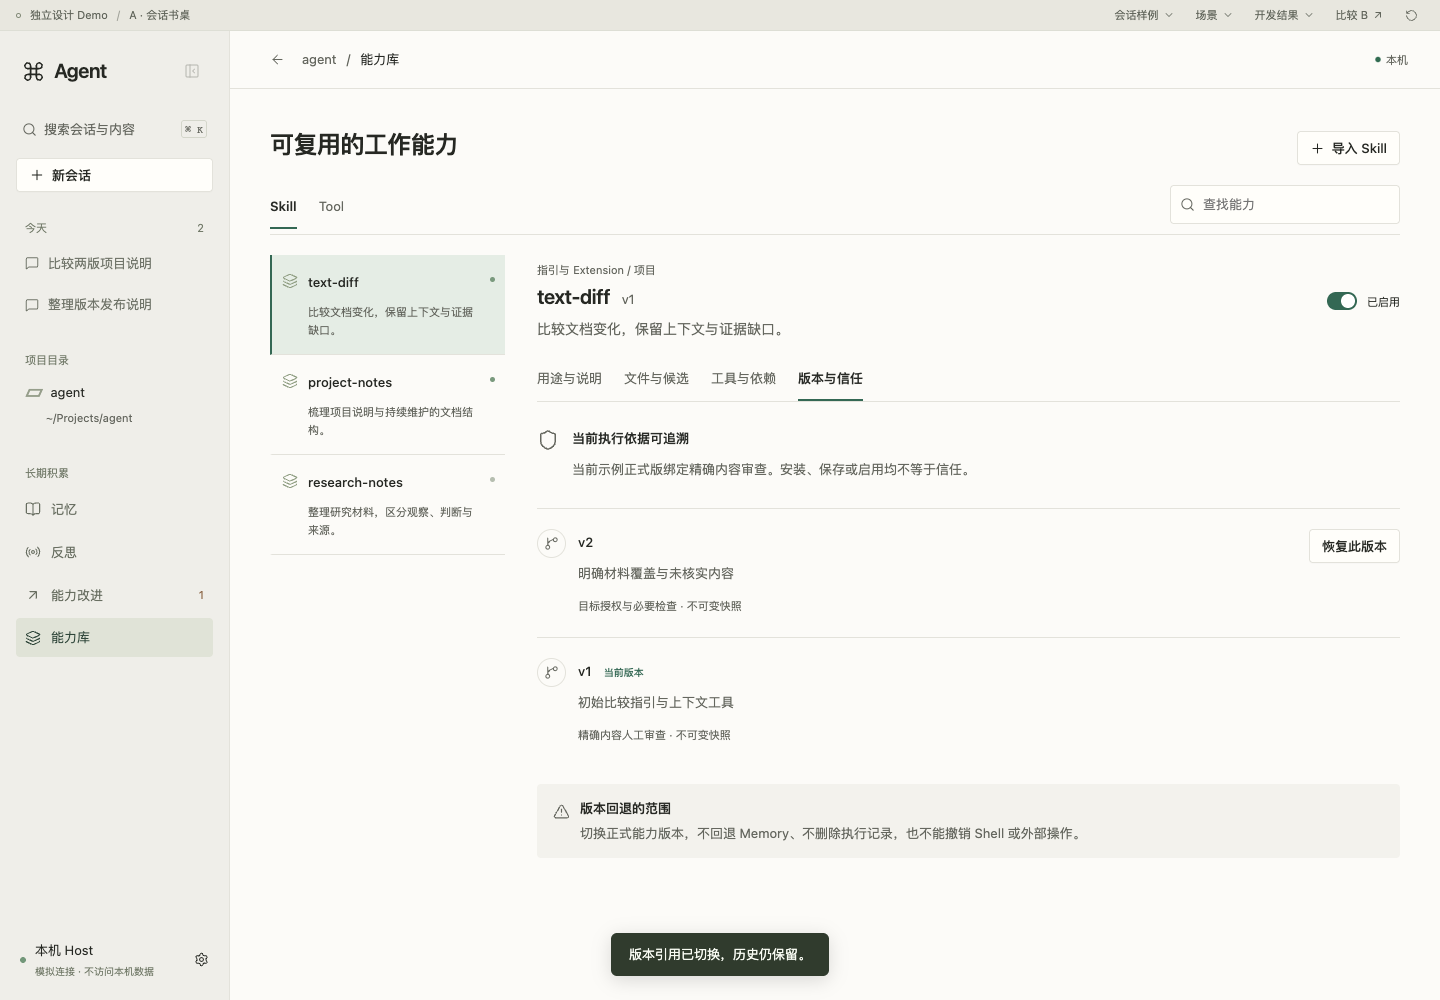 独立设计 Demo / A · 会话书桌
会话样例 场景 开发结果 比较 B
Agent
搜索会话与内容 ⌘ K
新会话
今天 2
比较两版项目说明
整理版本发布说明
项目目录
agent
~/Projects/agent
长期积累
记忆
反思
能力改进 1
能力库
本机 Host
模拟连接 · 不访问本机数据
agent / 能力库
本机
可复用的工作能力
导入 Skill
Skill Tool
查找能力
text-diff
比较文档变化，保留上下文与证据
缺口。
project-notes
梳理项目说明与持续维护的文档结
构。
research-notes
整理研究材料，区分观察、判断与
来源。
指引与 Extension / 项目
text-diff v1
已启用
比较文档变化，保留上下文与证据缺口。
用途与说明 文件与候选 工具与依赖 版本与信任
当前执行依据可追溯
当前示例正式版绑定精确内容审查。安装、保存或启用均不等于信任。
v2
恢复此版本
明确材料覆盖与未核实内容
目标授权与必要检查 · 不可变快照
v1 当前版本
初始比较指引与上下文工具
精确内容人工审查 · 不可变快照
版本回退的范围
切换正式能力版本，不回退 Memory、不删除执行记录，也不能撤销 Shell 或外部操作。
版本引用已切换，历史仍保留。